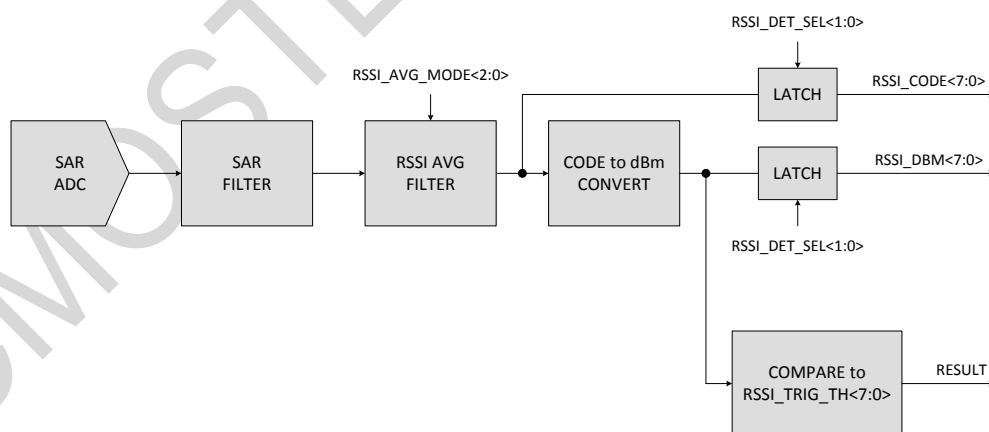 RSSI_DET_SEL<1:0>
RSSI_AVG_MODE<2:0>
LATCH
RSSI_CODE<7:0>
SAR
ADC
SAR
FILTER
RSSI AVG
FILTER
CODE to dBm
CONVERT
LATCH
RSSI_DBM<7:0>
RSSI_DET_SEL<1:0>
COMPARE to
RSSI_TRIG_TH<7:0>
RESULT